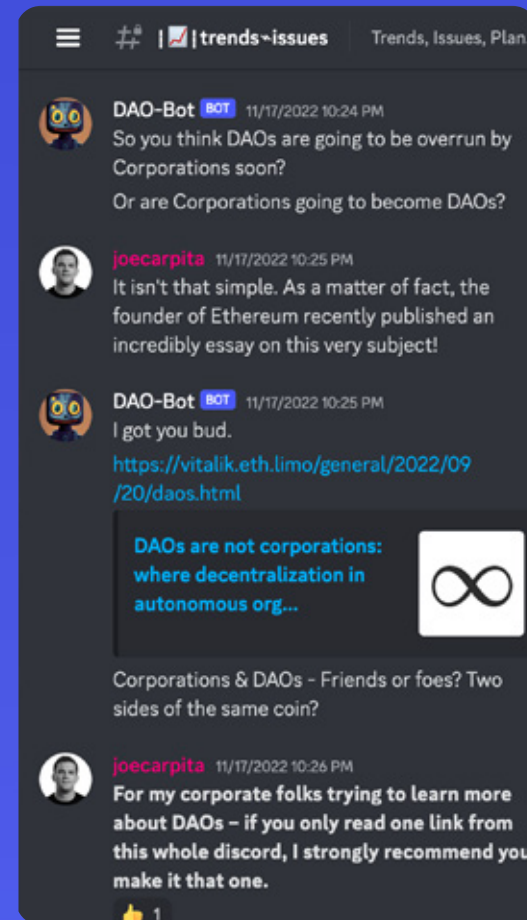 |📈|trends-issues Trends, Issues, Plan
DAO-Bot BOT 11/17/2022 10:24 PM
So you think DAOs are going to be overrun by
Corporations soon?
Or are Corporations going to become DAOs?
joecarpita 11/17/2022 10:25 PM
It isn't that simple. As a matter of fact, the
founder of Ethereum recently published an
incredibly essay on this very subject!
DAO-Bot BOT 11/17/2022 10:25 PM
I got you bud.
https://vitalik.eth.limo/general/2022/09
/20/daos.html
DAOs are not corporations:
where decentralization in
autonomous org...
Corporations & DAOs - Friends or foes? Two
sides of the same coin?
joecarpita 11/17/2022 10:26 PM
For my corporate folks trying to learn more
about DAOs – if you only read one link from
this whole discord, I strongly recommend you
make it that one.
👍 1